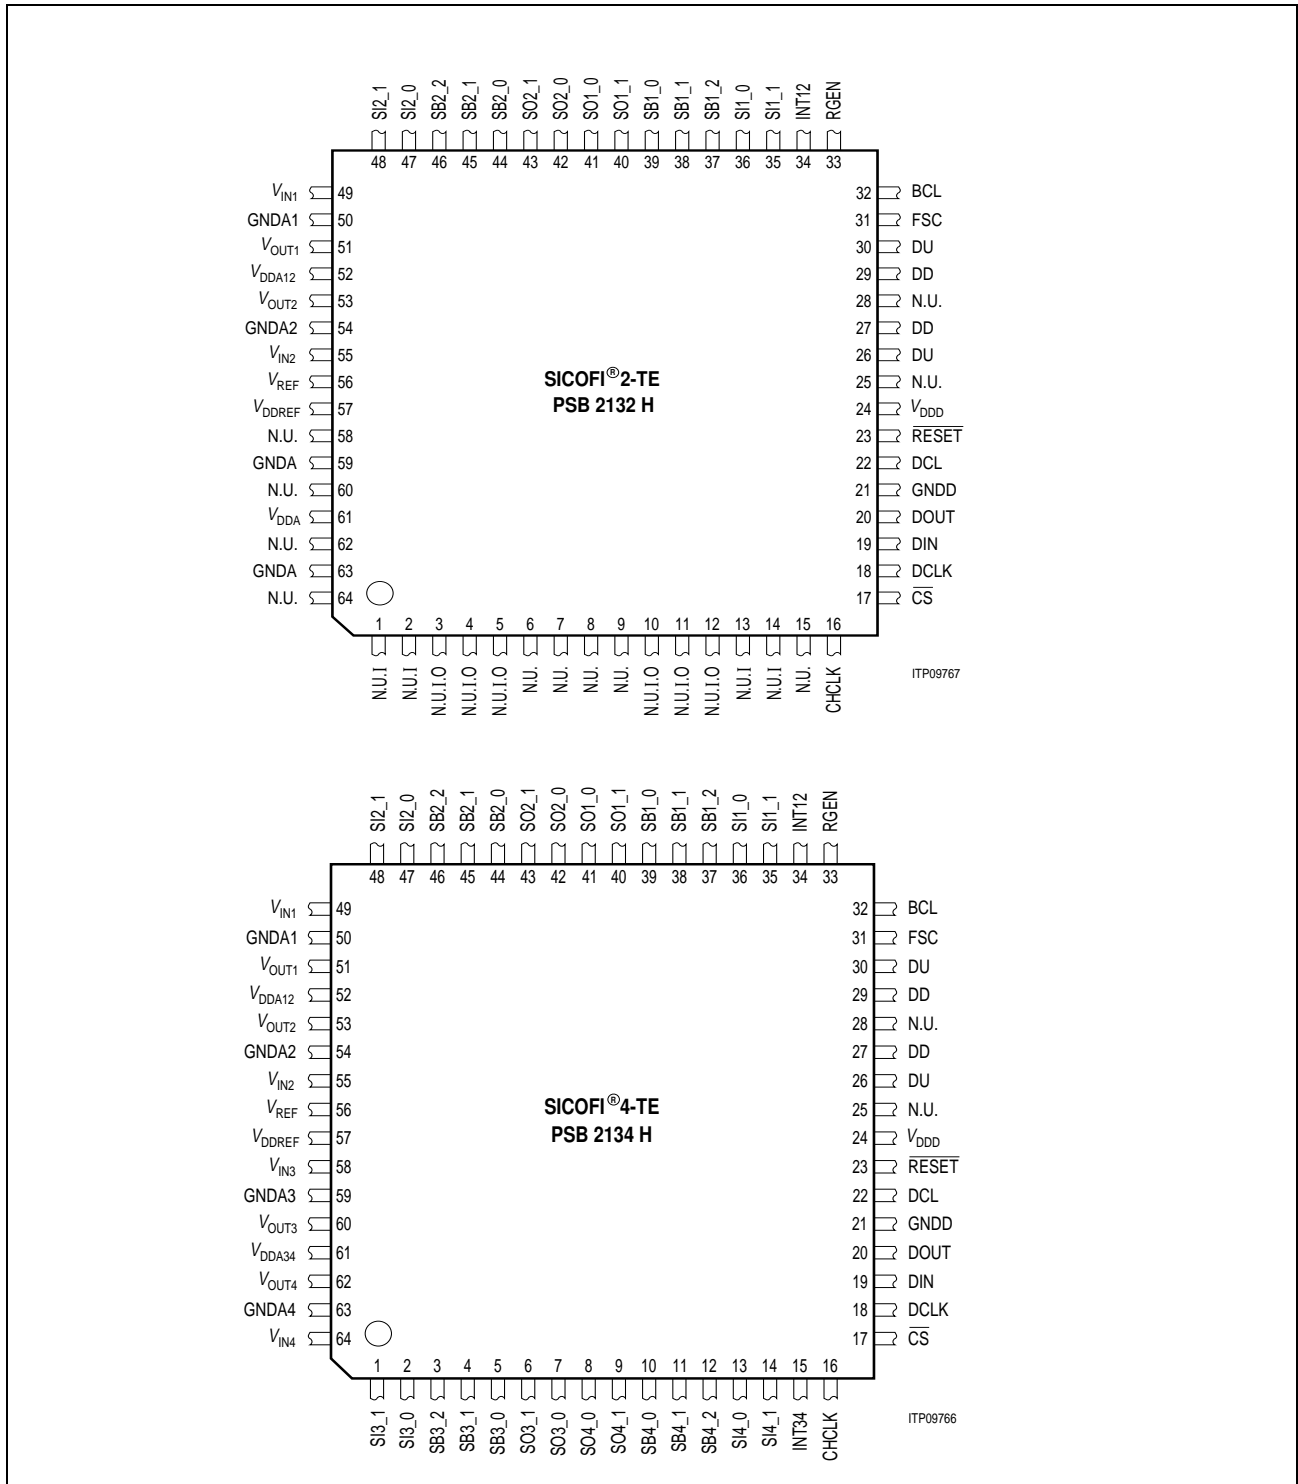 SI2_1 SI2_0 SB2_2 SB2_1 SB2_0 SO2_1 SO2_0 SO1_0 SO1_1 SB1_0 SB1_1 SB1_2 SI1_0 SI1_1 INT12 RGEN
48 47 46 45 44 43 42 41 40 39 38 37 36 35 34 33
VIN1 49 32 BCL
GNDA1 50 31 FSC
VOUT1 51 30 DU
VDDA12 52 29 DD
VOUT2 53 28 N.U.
GNDA2 54 27 DD
VIN2 55 26 DU
VREF 56 25 N.U.
VDDREF 57 24 VDDD
N.U. 58 23 RESET
GNDA 59 22 DCL
N.U. 60 21 GNDD
VDDA 61 20 DOUT
N.U. 62 19 DIN
GNDA 63 18 DCLK
N.U. 64 17 CS
SICOFI®2-TE
PSB 2132 H
1 2 3 4 5 6 7 8 9 10 11 12 13 14 15 16
N.U.I N.U.I N.U.I.O N.U.I.O N.U.I.O N.U. N.U. N.U. N.U. N.U.I.O N.U.I.O N.U.I.O N.U.I N.U.I N.U. CHCLK
ITP09767
SI2_1 SI2_0 SB2_2 SB2_1 SB2_0 SO2_1 SO2_0 SO1_0 SO1_1 SB1_0 SB1_1 SB1_2 SI1_0 SI1_1 INT12 RGEN
48 47 46 45 44 43 42 41 40 39 38 37 36 35 34 33
VIN1 49 32 BCL
GNDA1 50 31 FSC
VOUT1 51 30 DU
VDDA12 52 29 DD
VOUT2 53 28 N.U.
GNDA2 54 27 DD
VIN2 55 26 DU
VREF 56 25 N.U.
VDDREF 57 24 VDDD
VIN3 58 23 RESET
GNDA3 59 22 DCL
VOUT3 60 21 GNDD
VDDA34 61 20 DOUT
VOUT4 62 19 DIN
GNDA4 63 18 DCLK
VIN4 64 17 CS
SICOFI®4-TE
PSB 2134 H
1 2 3 4 5 6 7 8 9 10 11 12 13 14 15 16
SI3_1 SI3_0 SB3_2 SB3_1 SB3_0 SO3_1 SO3_0 SO4_0 SO4_1 SB4_0 SB4_1 SB4_2 SI4_0 SI4_1 INT34 CHCLK
ITP09766